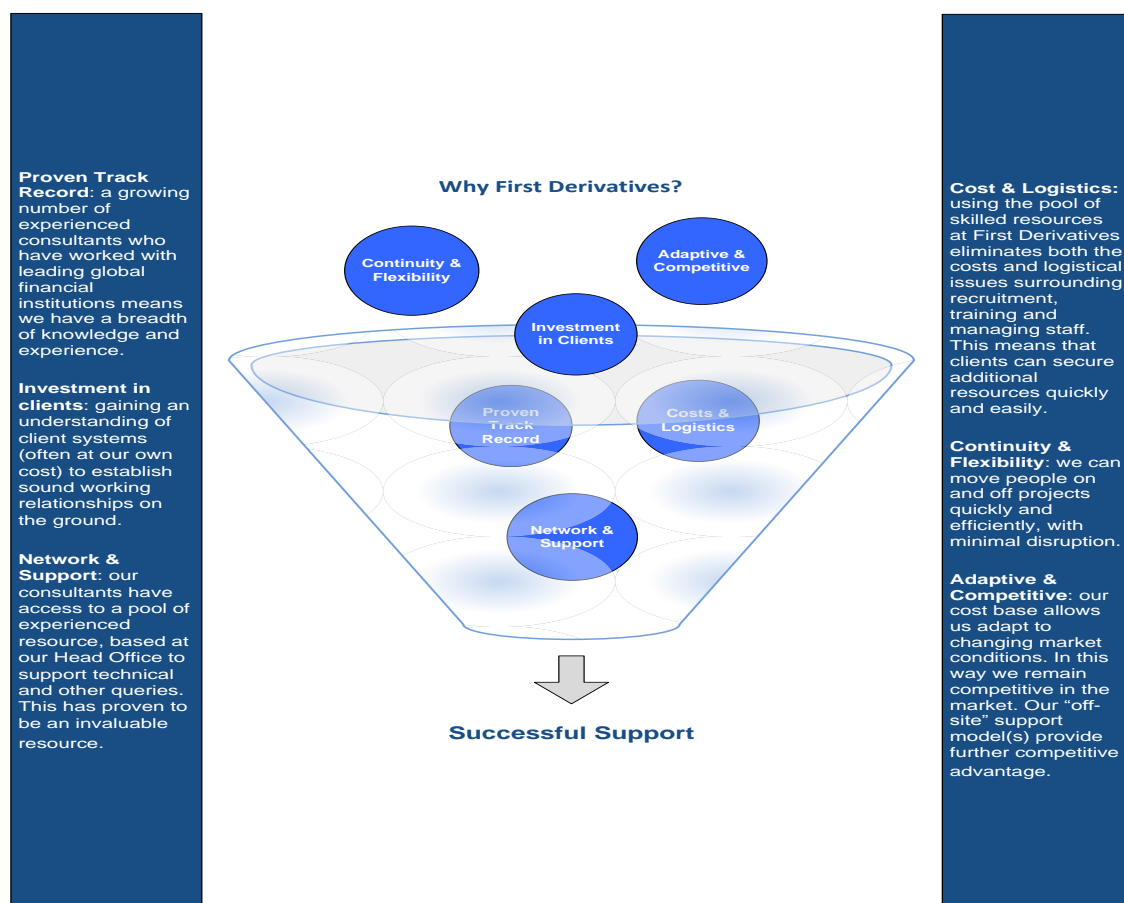 Proven Track
Record: a growing
number of
experienced
consultants who
have worked with
leading global
financial
institutions means
we have a breadth
of knowledge and
experience.
Investment in
clients: gaining an
understanding of
client systems
(often at our own
cost) to establish
sound working
relationships on
the ground.
Network &
Support: our
consultants have
access to a pool of
experienced
resource, based at
our Head Office to
support technical
and other queries.
This has proven to
be an invaluable
resource.
Why First Derivatives?
Continuity &
Flexibility
Adaptive &
Competitive
Investment
in Clients
Proven
Track
Record
Costs &
Logistics
Network &
Support
Successful Support
Cost & Logistics:
using the pool of
skilled resources
at First Derivatives
eliminates both the
costs and logistical
issues surrounding
recruitment,
training and
managing staff.
This means that
clients can secure
additional
resources quickly
and easily.
Continuity &
Flexibility: we can
move people on
and off projects
quickly and
efficiently, with
minimal disruption.
Adaptive &
Competitive: our
cost base allows
us adapt to
changing market
conditions. In this
way we remain
competitive in the
market. Our “off-
site” support
model(s) provide
further competitive
advantage.